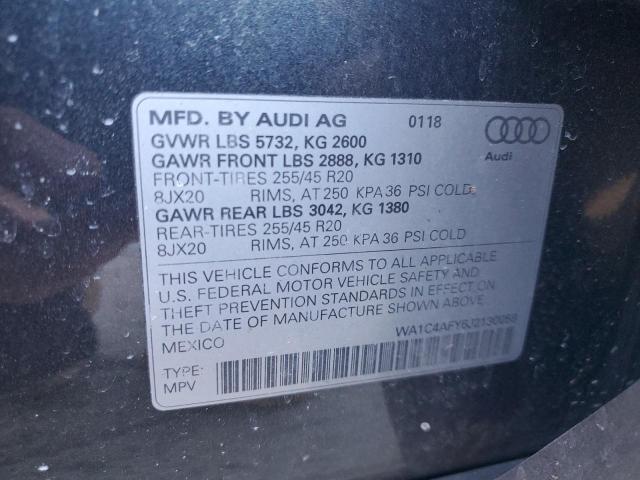 MFD. BY AUDI AG 0118
GVWR LBS 5732, KG 2600
GAWR FRONT LBS 2888, KG 1310
Audi
FRONT-TIRES 255/45 R20
8JX20 RIMS, AT 250 KPA 36 PSI COLD
GAWR REAR LBS 3042, KG 1380
REAR-TIRES 255/45 R20
8JX20 RIMS, AT 250 KPA 36 PSI COLD
THIS VEHICLE CONFORMS TO ALL APPLICABLE
U.S. FEDERAL MOTOR VEHICLE SAFETY AND
THEFT PREVENTION STANDARDS IN EFFECT ON
THE DATE OF MANUFACTURE SHOWN ABOVE.
MEXICO WA1C4AFY6J2130058
TYPE:
MPV